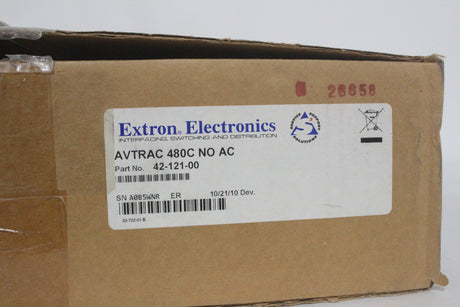 26658
Extron® Electronics
INTERFACING, SWITCHING AND DISTRIBUTION
AVTRAC 480C NO AC
Part No. 42-121-00
SN A0B5WNR ER 10/21/10 Dev.